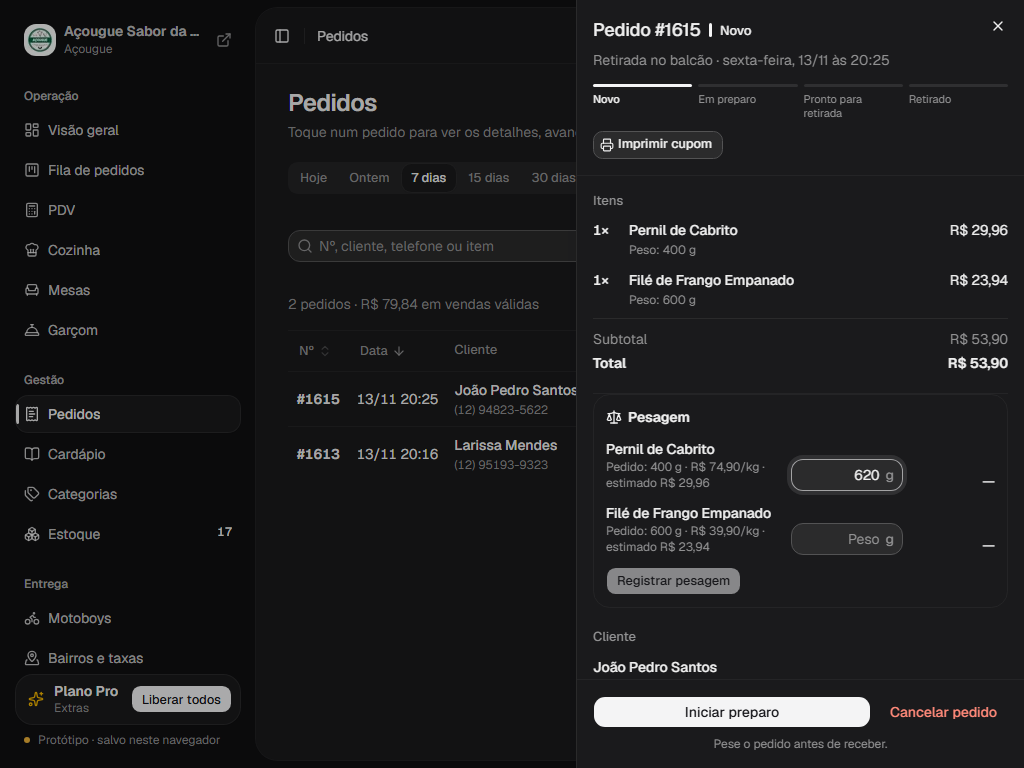 Açougue Sabor da ...
Açougue
Operação
Visão geral
Fila de pedidos
PDV
Cozinha
Mesas
Garçom
Gestão
Pedidos
Cardápio
Categorias
Estoque 17
Entrega
Motoboys
Bairros e taxas
Plano Pro
Extras
Liberar todos
Protótipo · salvo neste navegador
Pedidos
Pedidos
Toque num pedido para ver os detalhes, avan
Hoje Ontem 7 dias 15 dias 30 dias
Nº, cliente, telefone ou item
2 pedidos · R$ 79,84 em vendas válidas
Nº Data Cliente
#1615 13/11 20:25 João Pedro Santos
(12) 94823-5622
#1613 13/11 20:16 Larissa Mendes
(12) 95193-9323
Pedido #1615 Novo
Retirada no balcão · sexta-feira, 13/11 às 20:25
Novo
Em preparo
Pronto para
retirada
Retirado
Imprimir cupom
Itens
1× Pernil de Cabrito R$ 29,96
Peso: 400 g
1× Filé de Frango Empanado R$ 23,94
Peso: 600 g
Subtotal R$ 53,90
Total R$ 53,90
Pesagem
Pernil de Cabrito
Pedido: 400 g · R$ 74,90/kg ·
estimado R$ 29,96
620 g
—
Filé de Frango Empanado
Pedido: 600 g · R$ 39,90/kg ·
estimado R$ 23,94
Peso g
—
Registrar pesagem
Cliente
João Pedro Santos
Iniciar preparo
Cancelar pedido
Pese o pedido antes de receber.